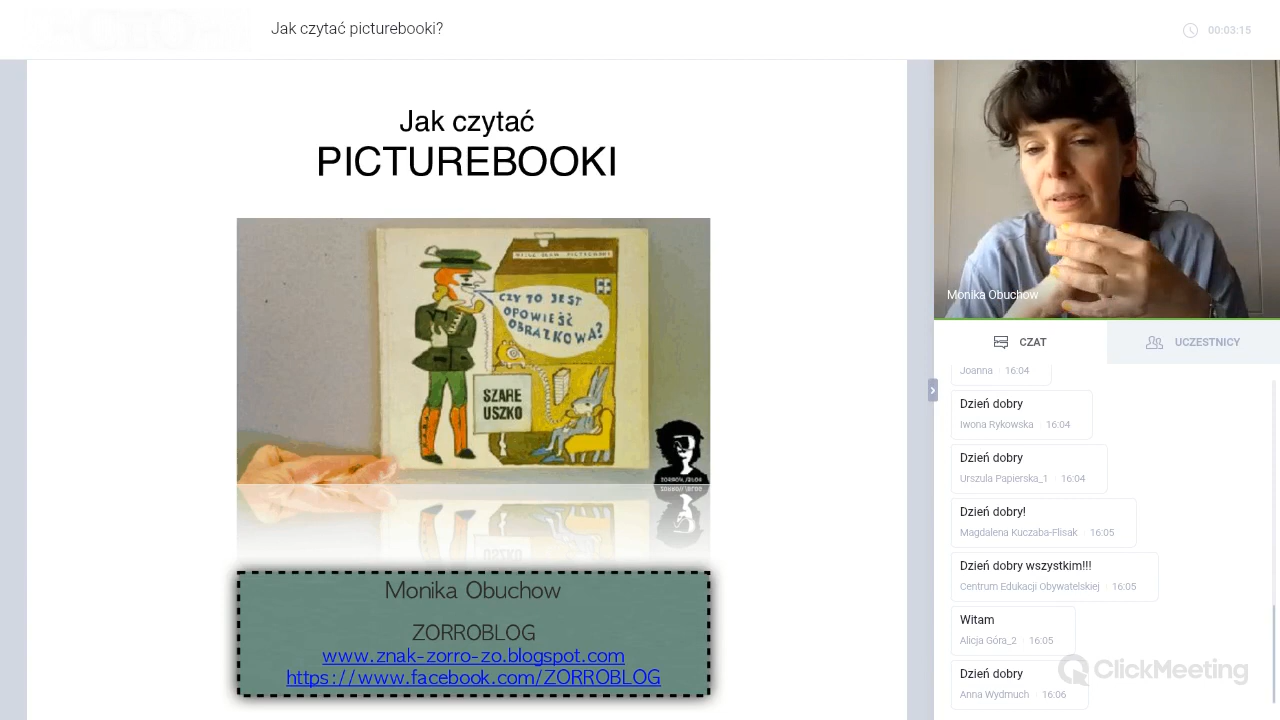 Jak czytać picturebooki?
00:03:15
Jak czytać
PICTUREBOOKI
CZY TO JEST
OPOWIEŚĆ
OBRAZKOWA?
SZARE
USZKO
ZORROBLOG
Monika Obuchow
ZORROBLOG
www.znak-zorro-zo.blogspot.com
https://www.facebook.com/ZORROBLOG
Monika Obuchow
CZAT
UCZESTNICY
Joanna 16:04
Dzień dobry
Iwona Rykowska 16:04
Dzień dobry
Urszula Papierska_1 16:04
Dzień dobry!
Magdalena Kuczaba-Flisak 16:05
Dzień dobry wszystkim!!!
Centrum Edukacji Obywatelskiej 16:05
Witam
Alicja Góra_2 16:05
Dzień dobry
Anna Wydmuch 16:06
ClickMeeting